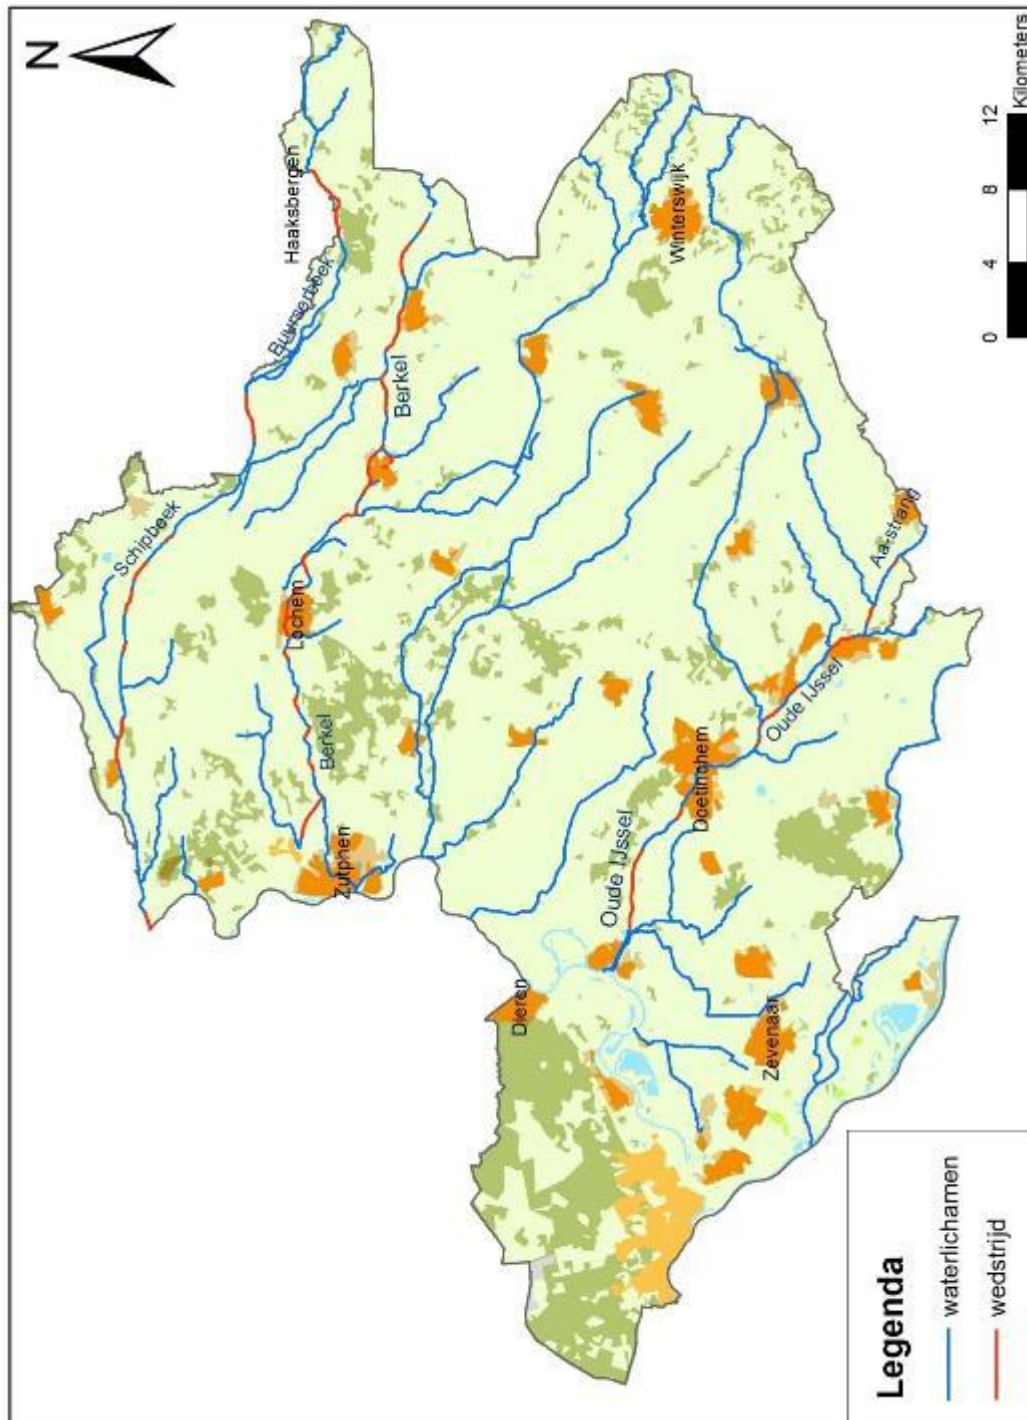 N
Haaksbergen
Buurserbeek
Schipbeek
Berkel
Lochem
Berkel
Zutphen
Winterswijk
Aa-strang
Oude IJssel
Doetinchem
Oude IJssel
Dieren
Zevenaar
0 4 8 12
Kilometers
Legenda
waterlichamen
wedstrijd